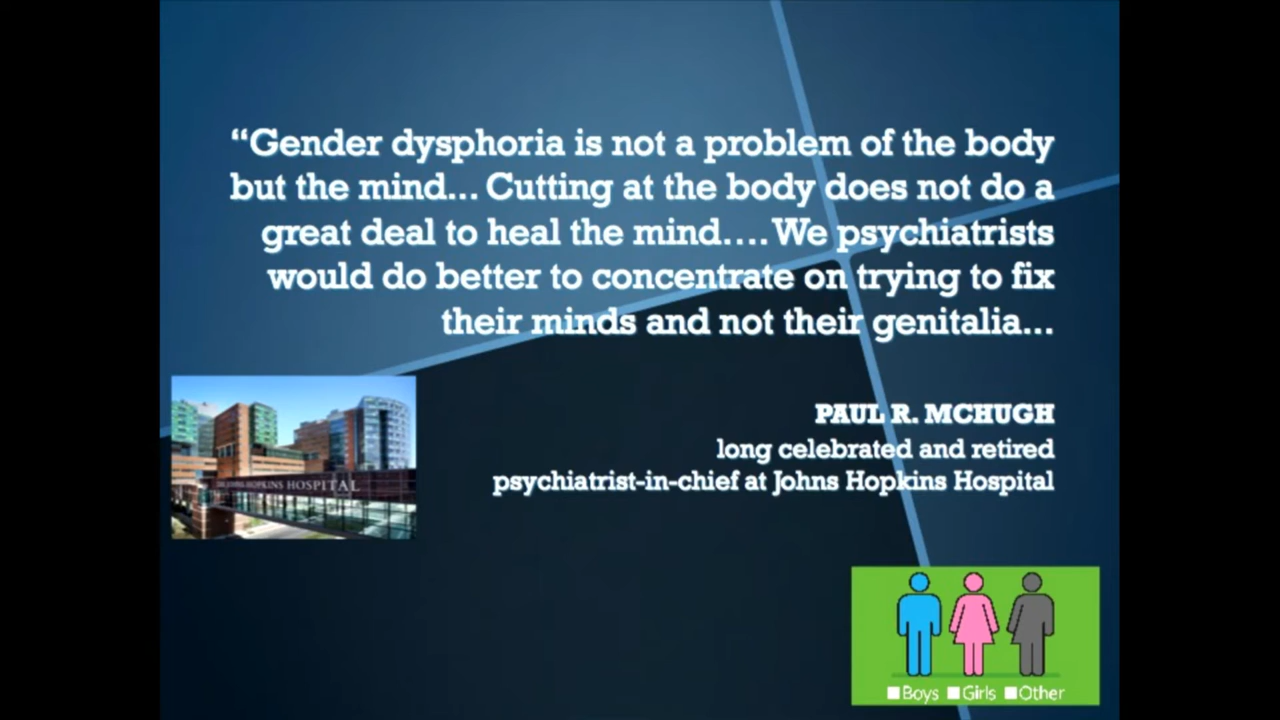 “Gender dysphoria is not a problem of the body
but the mind... Cutting at the body does not do a
great deal to heal the mind.... We psychiatrists
would do better to concentrate on trying to fix
their minds and not their genitalia...
PAUL R. MCHUGH
long celebrated and retired
psychiatrist-in-chief at Johns Hopkins Hospital
JOHNS HOPKINS HOSPITAL
Boys Girls Other